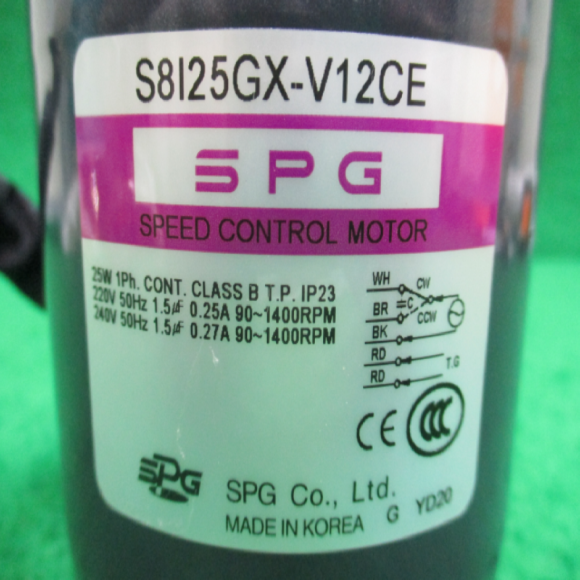 S8I25GX-V12CE
SPG
SPEED CONTROL MOTOR
25W 1Ph. CONT. CLASS B T.P. IP23
220V 50Hz 1.5㎌ 0.25A 90~1400RPM
240V 50Hz 1.5㎌ 0.27A 90~1400RPM
WH CW
BR =C CCW
BK
RD T.G
RD
CE CCC
SPG
SPG Co., Ltd.
MADE IN KOREA G YD20